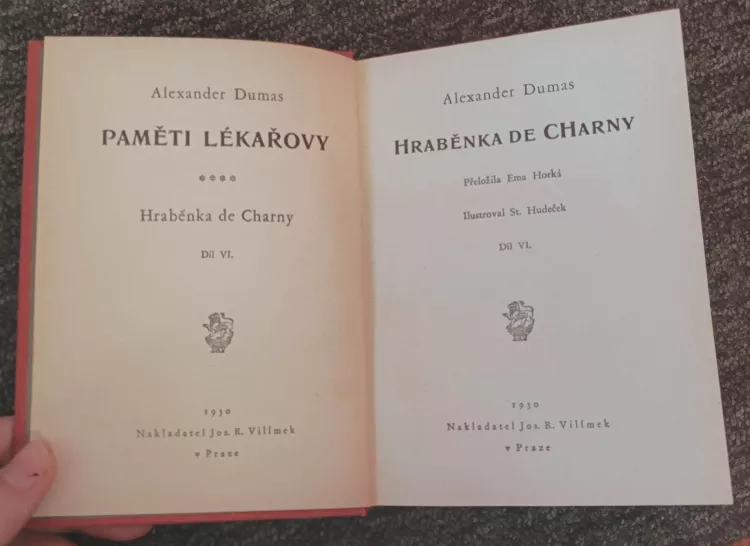 Alexander Dumas
PAMĚTI LÉKAŘOVY
****
Hraběnka de Charny
Díl VI.
1930
Nakladatel Jos. R. Vilímek
v Praze
Alexander Dumas
HRABĚNKA DE CHARNY
Přeložila Ema Horká
Ilustroval St. Hudeček
Díl VI.
1930
Nakladatel Jos. R. Vilímek
v Praze